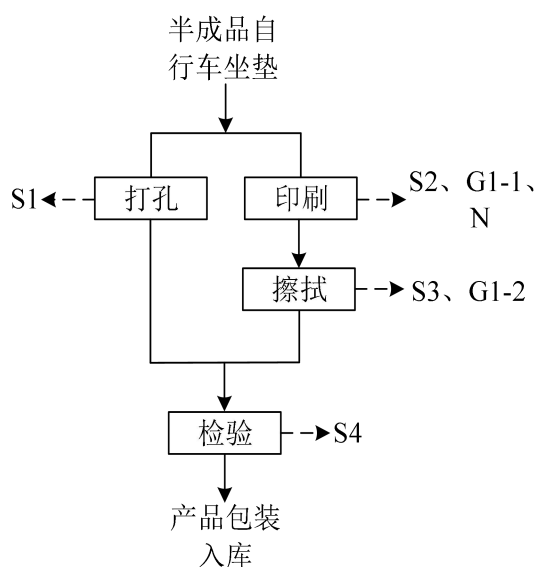 半成品自
行车坐垫
S1
打孔
印刷
S2、G1-1、
N
擦拭
S3、G1-2
检验
S4
产品包装
入库